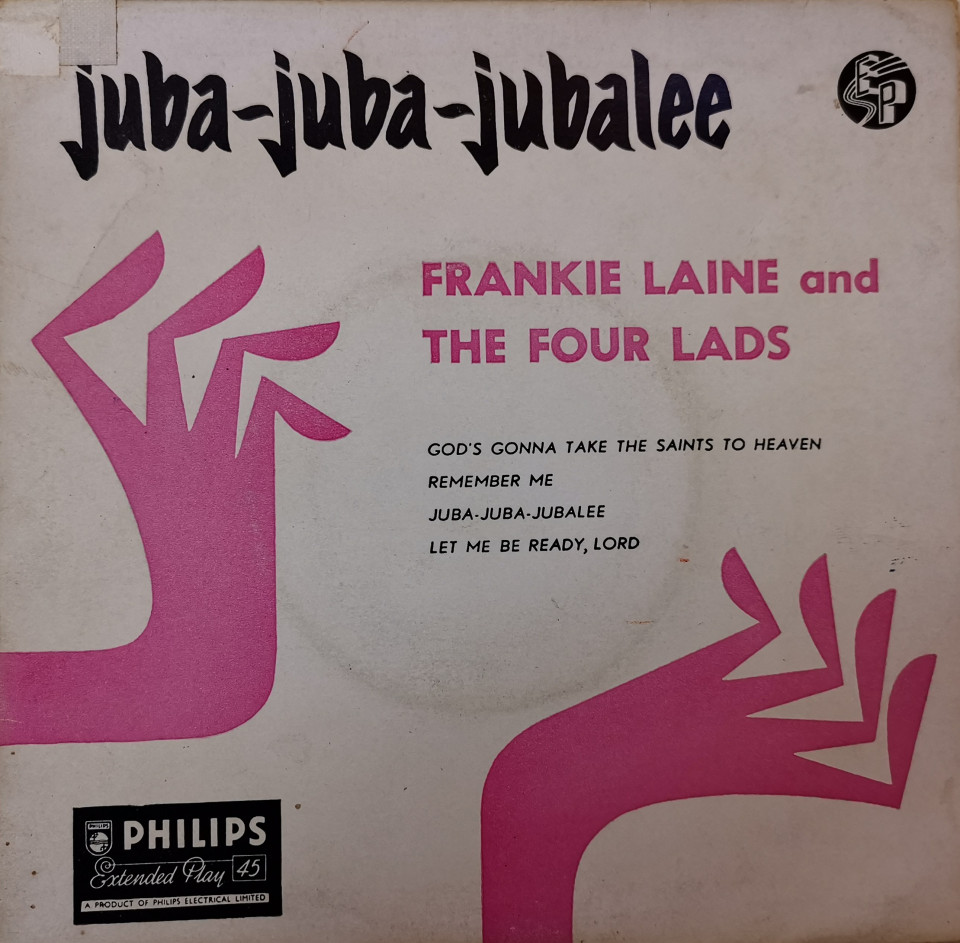 juba-juba-jubalee
EP
FRANKIE LAINE and
THE FOUR LADS
GOD'S GONNA TAKE THE SAINTS TO HEAVEN
REMEMBER ME
JUBA-JUBA-JUBALEE
LET ME BE READY, LORD
PHILIPS
PHILIPS
Extended Play 45
A PRODUCT OF PHILIPS ELECTRICAL LIMITED